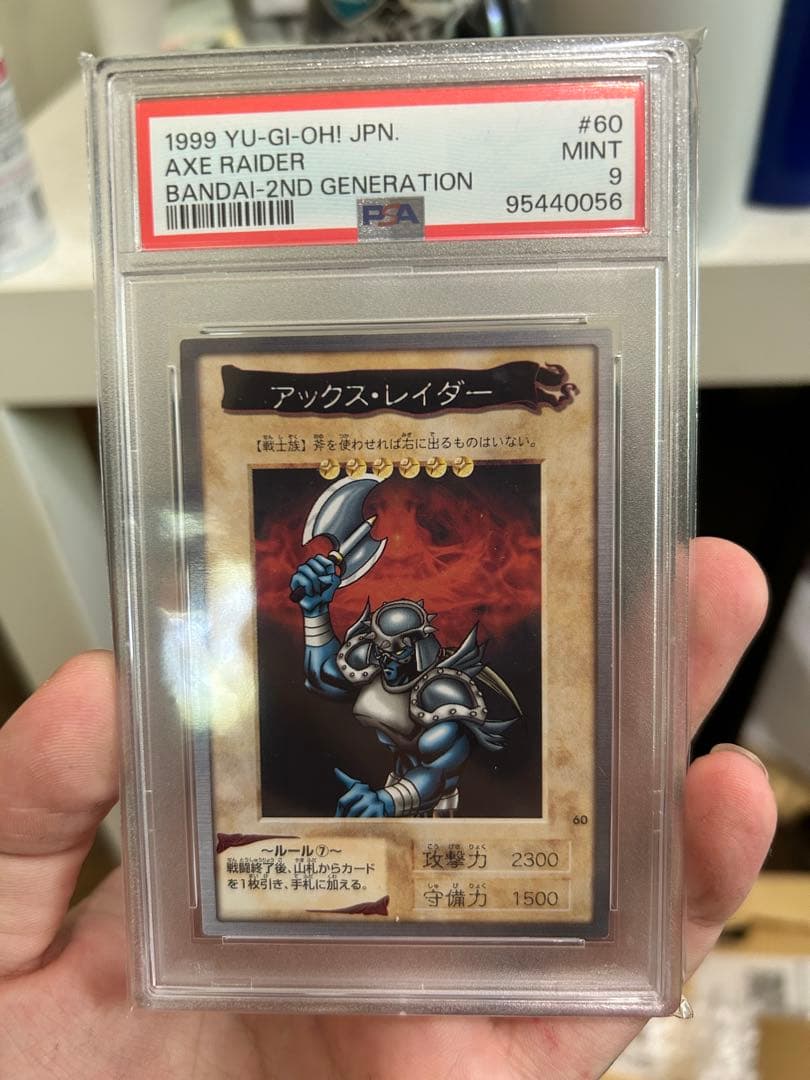 1999 YU-GI-OH! JPN.
AXE RAIDER
BANDAI-2ND GENERATION
#60
MINT
9
95440056
PSA
アックス・レイダー
【戦士族】斧を使わせれば右に出るものはいない。
60
～ルール⑦～
戦闘終了後、山札からカード
を1枚引き、手札に加える。
攻撃力 2300
守備力 1500